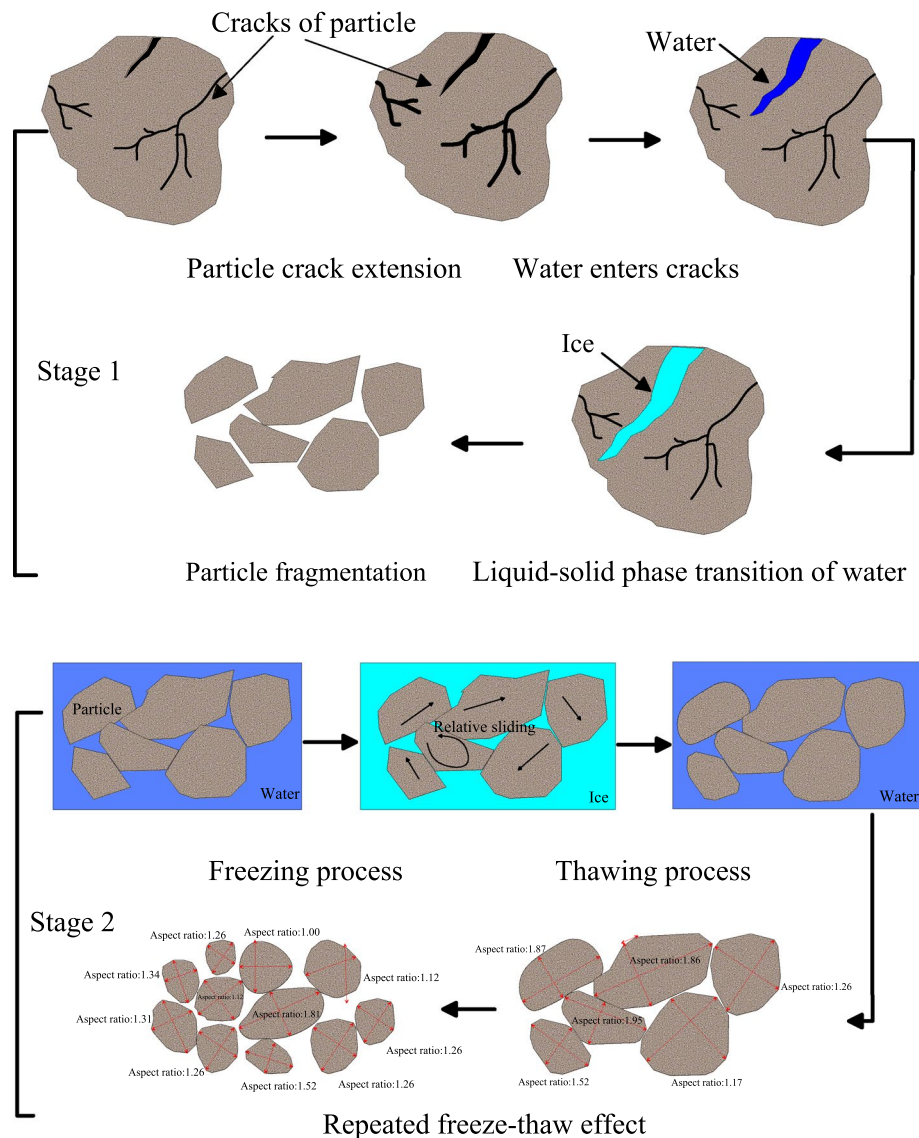 Cracks of particle
Water
Particle crack extension
Water enters cracks
Ice
Stage 1
Particle fragmentation
Liquid-solid phase transition of water
Particle
Water
Relative sliding
Ice
Water
Freezing process
Thawing process
Stage 2
Aspect ratio:1.26
Aspect ratio:1.00
Aspect ratio:1.34
Aspect ratio:1.12
Aspect ratio:1.12
Aspect ratio:1.31
Aspect ratio:1.81
Aspect ratio:1.26
Aspect ratio:1.26
Aspect ratio:1.52
Aspect ratio:1.26
Aspect ratio:1.87
Aspect ratio:1.86
Aspect ratio:1.26
Aspect ratio:1.95
Aspect ratio:1.52
Aspect ratio:1.17
Repeated freeze-thaw effect